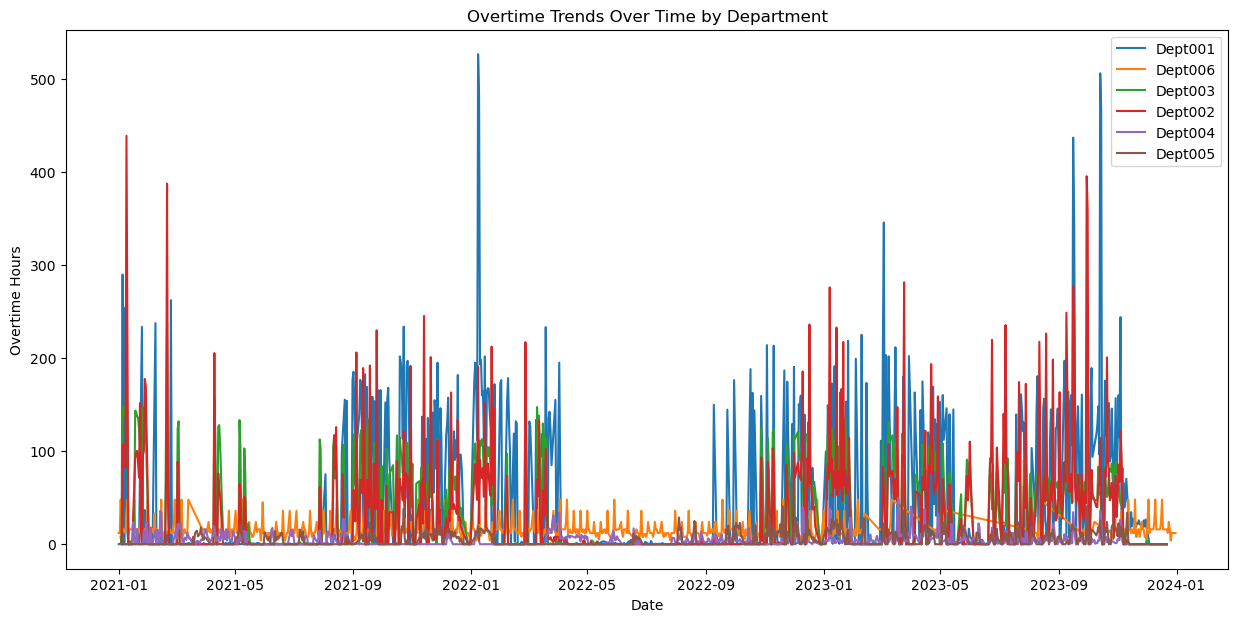 Overtime Trends Over Time by Department
Dept001
Dept006
Dept003
Dept002
Dept004
Dept005
Overtime Hours
500
400
300
200
100
0
2021-01
2021-05
2021-09
2022-01
2022-05
2022-09
2023-01
2023-05
2023-09
2024-01
Date